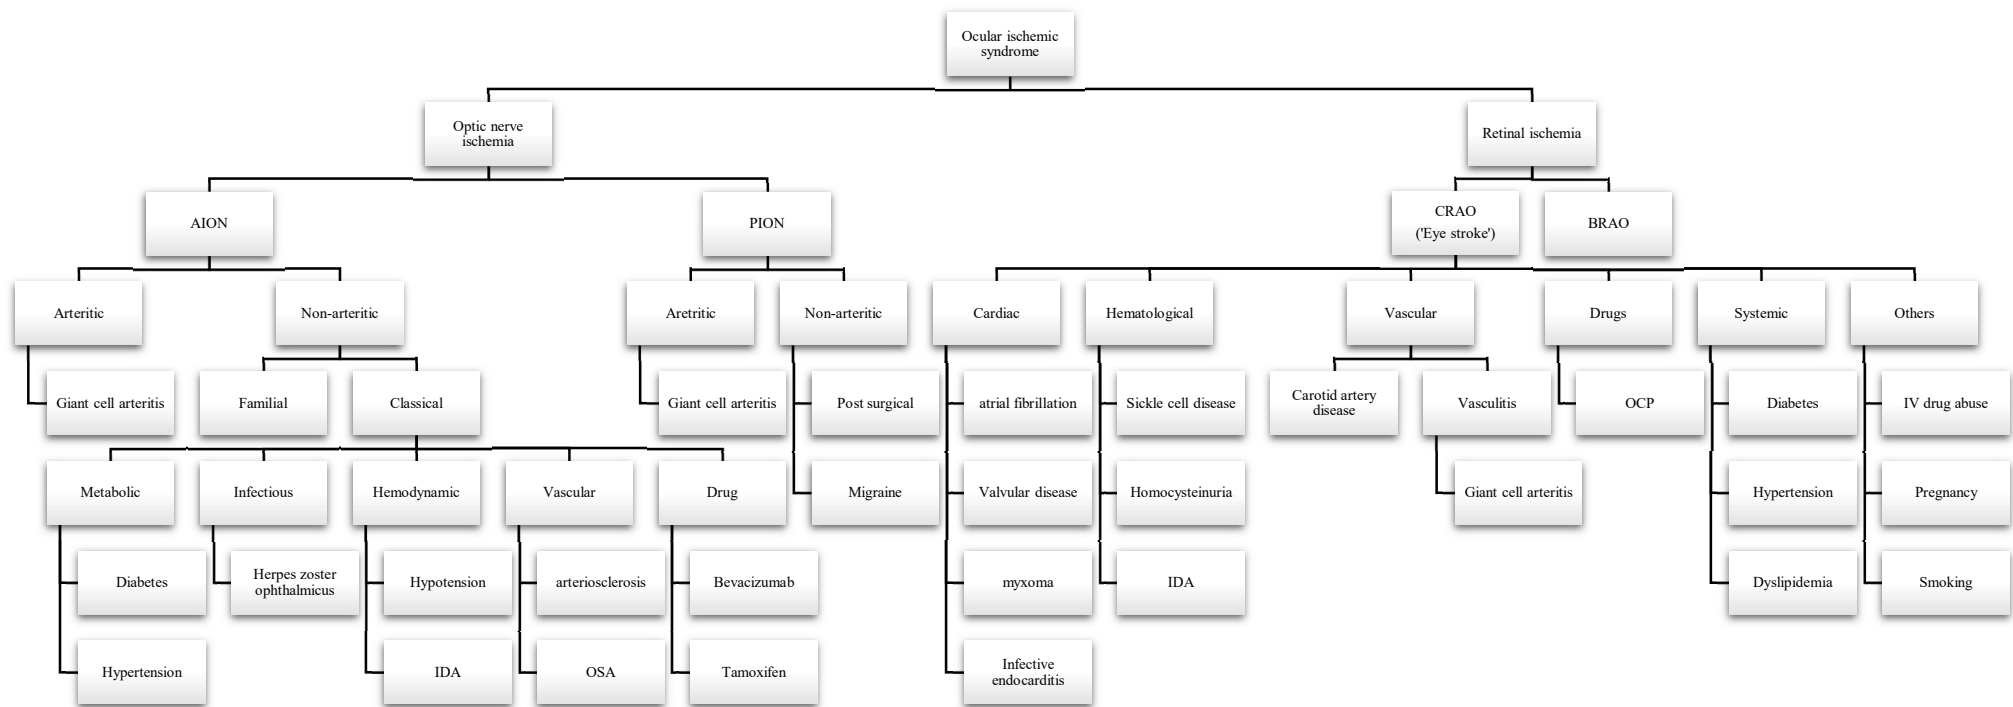 Ocular ischemic
syndrome
Optic nerve
ischemia
Retinal ischemia
AION
PION
CRAO
('Eye stroke')
BRAO
Arteritic
Non-arteritic
Aretritic
Non-arteritic
Cardiac
Hematological
Vascular
Drugs
Systemic
Others
Giant cell arteritis
Familial
Classical
Giant cell arteritis
Post surgical
atrial fibrillation
Sickle cell disease
Carotid artery
disease
Vasculitis
OCP
Diabetes
IV drug abuse
Metabolic
Infectious
Hemodynamic
Vascular
Drug
Migraine
Valvular disease
Homocysteinuria
Giant cell arteritis
Hypertension
Pregnancy
Diabetes
Herpes zoster
ophthalmicus
Hypotension
arteriosclerosis
Bevacizumab
myxoma
IDA
Dyslipidemia
Smoking
Hypertension
IDA
OSA
Tamoxifen
Infective
endocarditis